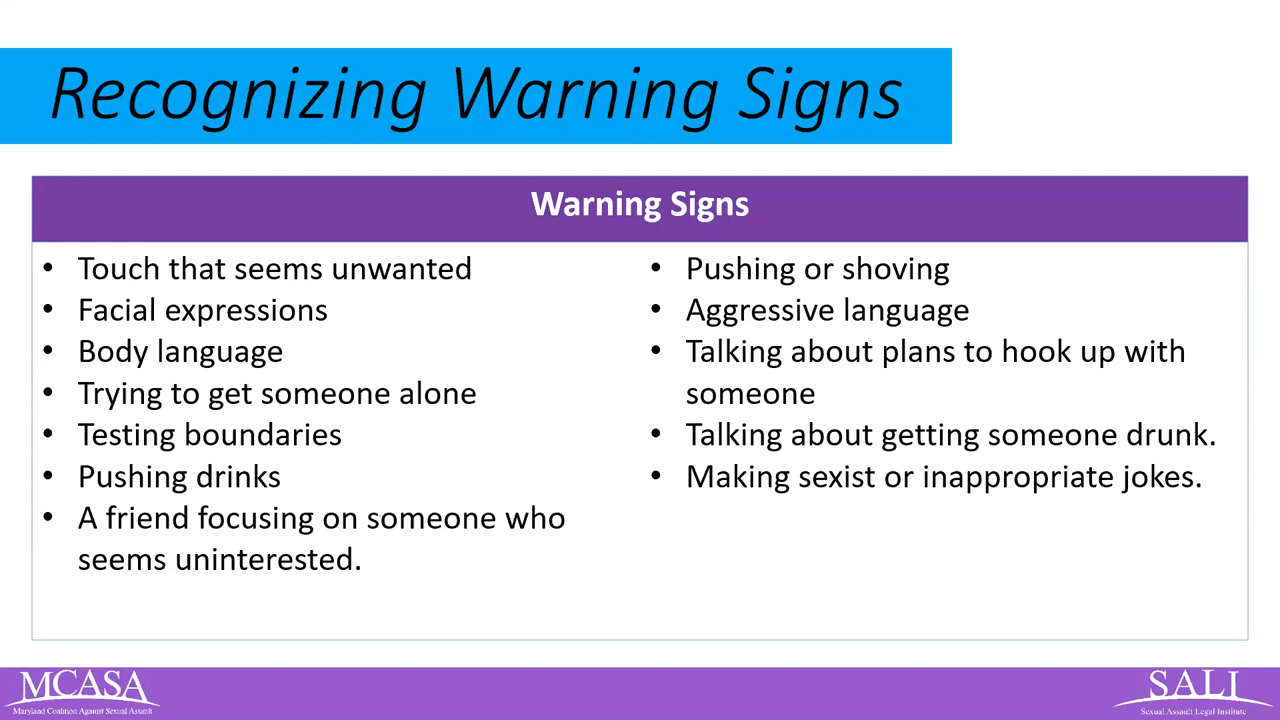 Recognizing Warning Signs
Warning Signs
• Touch that seems unwanted
• Facial expressions
• Body language
• Trying to get someone alone
• Testing boundaries
• Pushing drinks
• A friend focusing on someone who
seems uninterested.
• Pushing or shoving
• Aggressive language
• Talking about plans to hook up with
someone
• Talking about getting someone drunk.
• Making sexist or inappropriate jokes.
MCASA
Maryland Coalition Against Sexual Assault
SALI
Sexual Assault Legal Institute